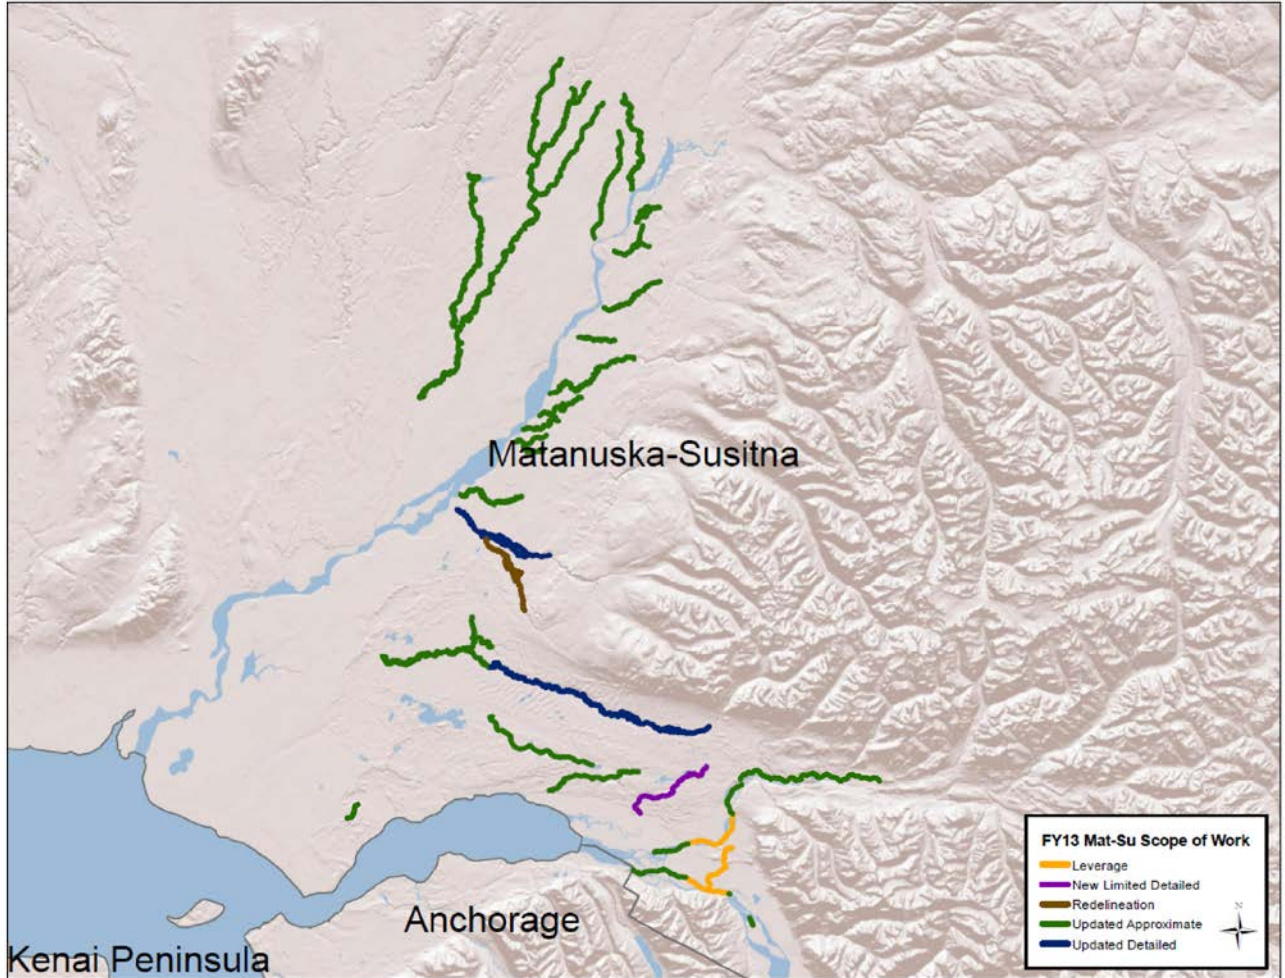 Matanuska-Susitna
Anchorage
Kenai Peninsula
FY13 Mat-Su Scope of Work
Leverage
New Limited Detailed
Redelineation
Updated Approximate
Updated Detailed
N